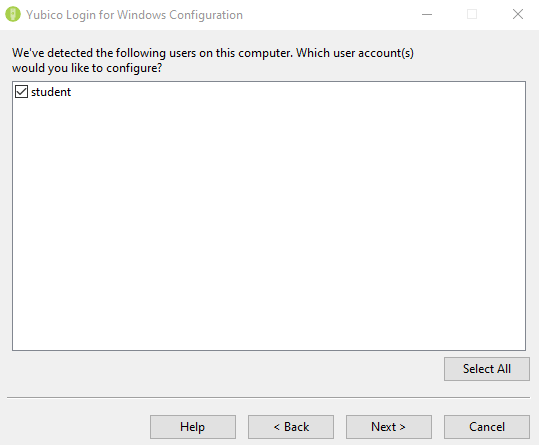 Yubico Login for Windows Configuration
We've detected the following users on this computer. Which user account(s)
would you like to configure?
student
Select All
Help
< Back
Next >
Cancel